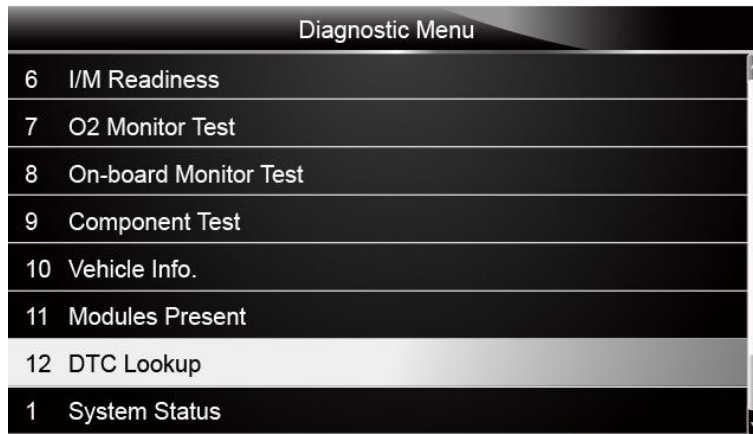 Diagnostic Menu
6 I/M Readiness
7 O2 Monitor Test
8 On-board Monitor Test
9 Component Test
10 Vehicle Info.
11 Modules Present
12 DTC Lookup
1 System Status